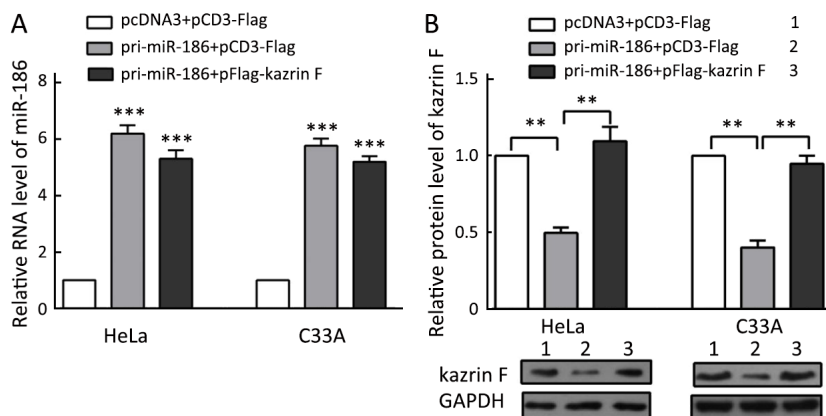 A
pcDNA3+pCD3-Flag
pri-miR-186+pCD3-Flag
pri-miR-186+pFlag-kazrin F
Relative RNA level of miR-186
8
6
4
2
0
***
***
***
***
HeLa
C33A
B
pcDNA3+pCD3-Flag 1
pri-miR-186+pCD3-Flag 2
pri-miR-186+pFlag-kazrin F 3
Relative protein level of kazrin F
1.5
1.0
0.5
0
**
**
**
**
HeLa
C33A
1 2 3
1 2 3
kazrin F
GAPDH